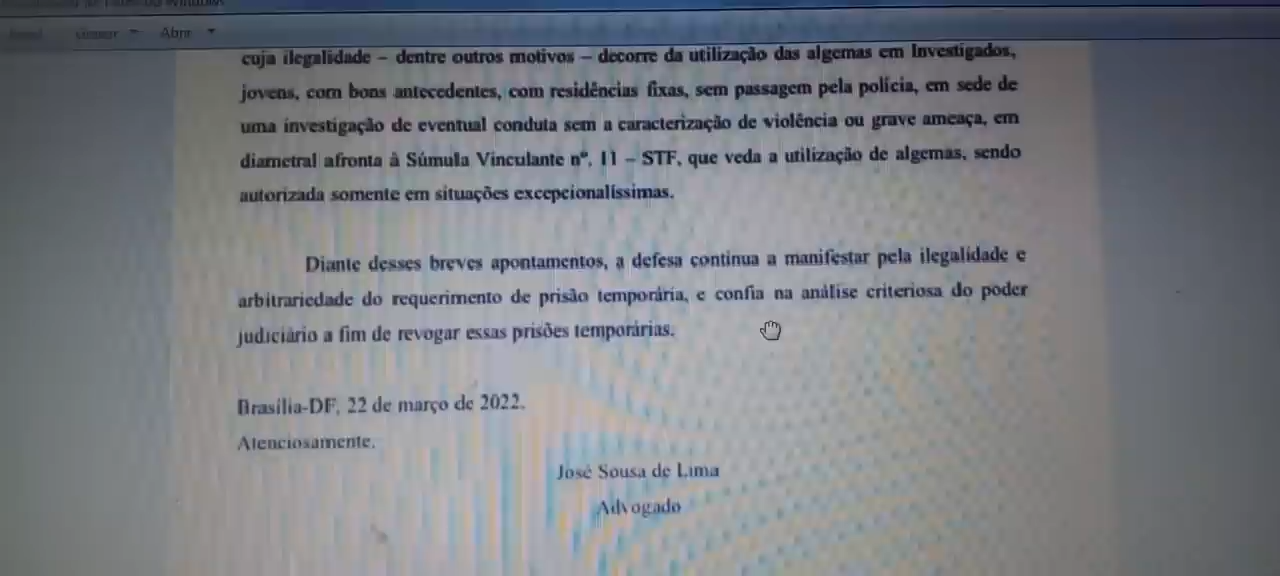 Abrir
cuja ilegalidade – dentre outros motivos – decorre da utilização das algemas em Investigados,
jovens, com bons antecedentes, com residências fixas, sem passagem pela polícia, em sede de
uma investigação de eventual conduta sem a caracterização de violência ou grave ameaça, em
diametral afronta à Súmula Vinculante nº. 11 – STF, que veda a utilização de algemas, sendo
autorizada somente em situações excepcionalíssimas.
Diante desses breves apontamentos, a defesa continua a manifestar pela ilegalidade e
arbitrariedade do requerimento de prisão temporária, e confia na análise criteriosa do poder
judiciário a fim de revogar essas prisões temporárias.
Brasília-DF, 22 de março de 2022.
Atenciosamente.
José Sousa de Lima
Advogado